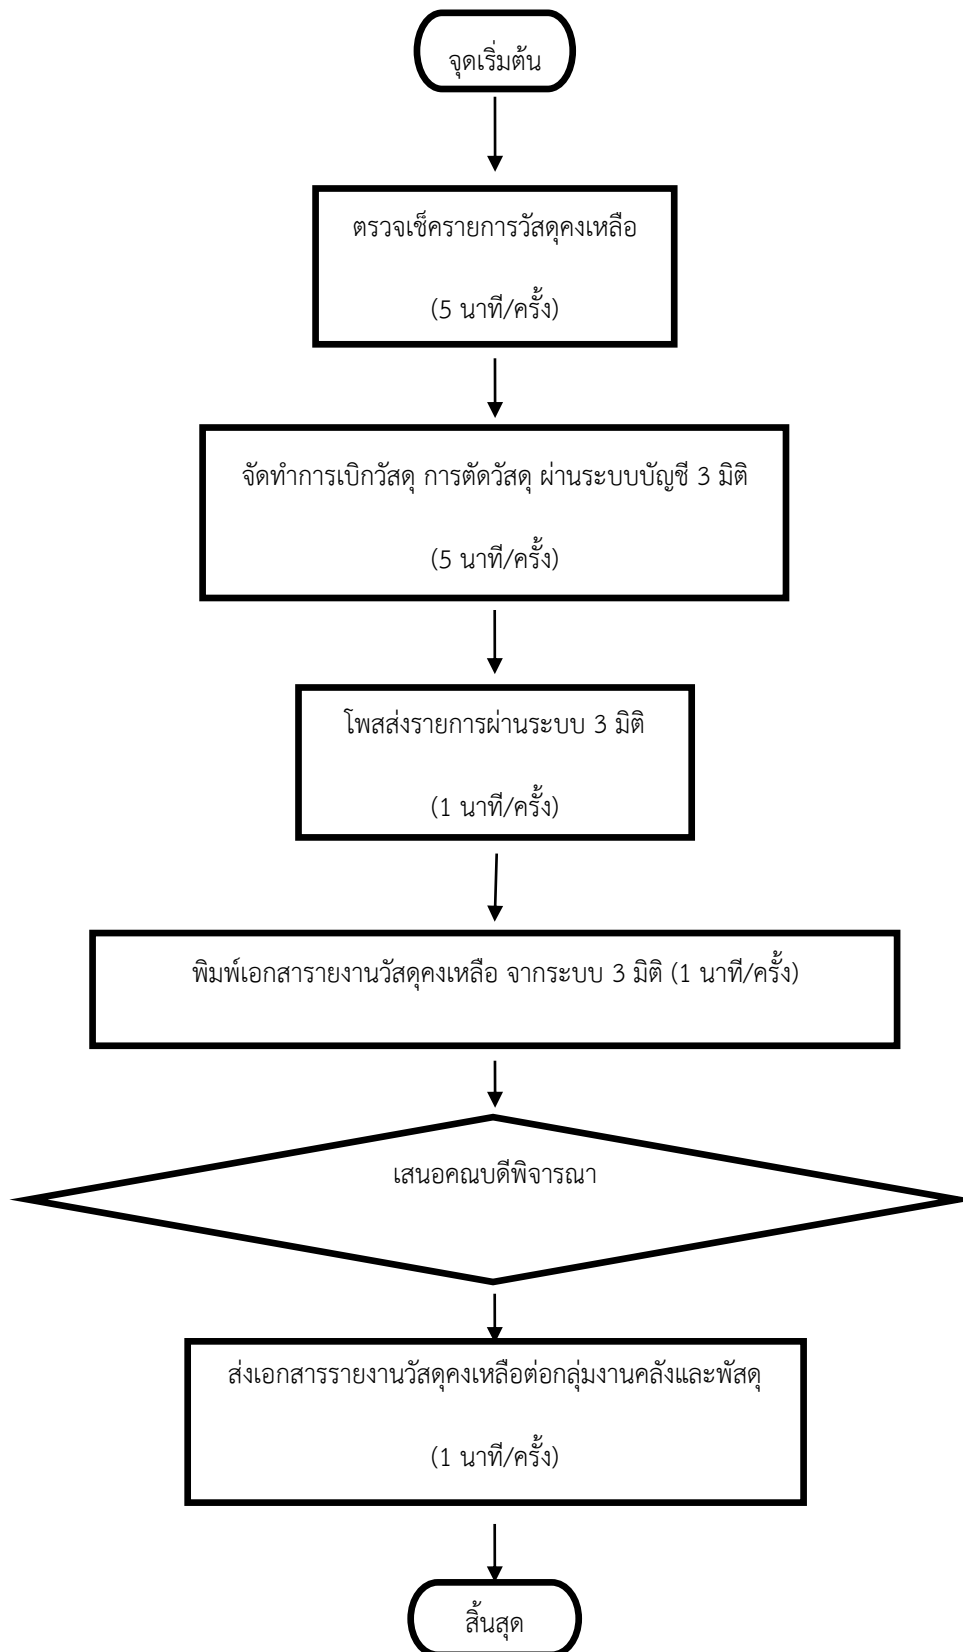 จุดเริ่มต้น
ตรวจเช็ครายการวัสดุคงเหลือ
(5 นาที/ครั้ง)
จัดทำการเบิกวัสดุ การตัดวัสดุ ผ่านระบบบัญชี 3 มิติ
(5 นาที/ครั้ง)
โพสส่งรายการผ่านระบบ 3 มิติ
(1 นาที/ครั้ง)
พิมพ์เอกสารายงานวัสดุคงเหลือ จากระบบ 3 มิติ (1 นาที/ครั้ง)
เสนอคณบดีพิจารณา
ส่งเอกสารรายงานวัสดุคงเหลือต่อกลุ่มงานคลังและพัสดุ
(1 นาที/ครั้ง)
สิ้นสุด